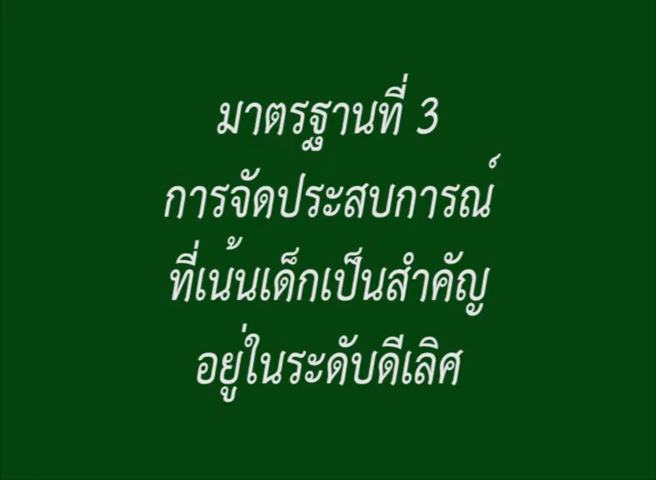 มาตรฐานที่ 3
การจัดประสบการณ์
ที่เน้นเด็กเป็นสำคัญ
อยู่ในระดับดีเลิศ